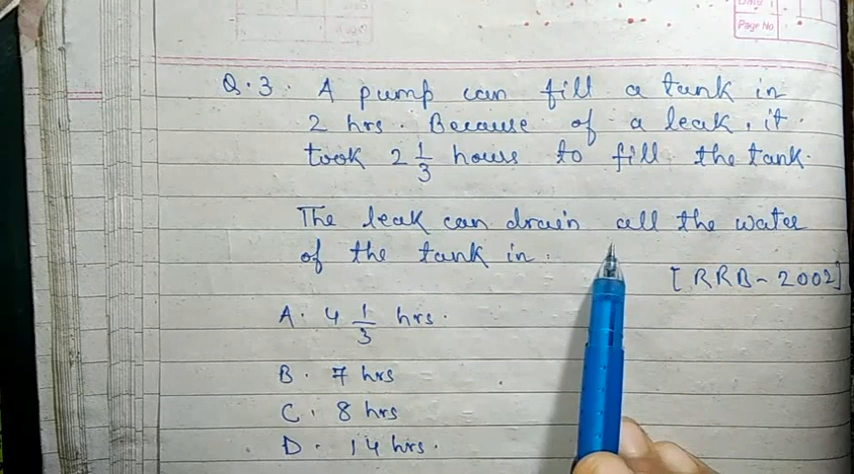 Page No
Q.3. A pump can fill a tank in
2 hrs. Because of a leak, it
took 2 1/3 hours to fill the tank.
The leak can drain all the water
of the tank in.
[RRB-2002]
A. 4 1/3 hrs.
B. 7 hrs
C. 8 hrs
D. 14 hrs.